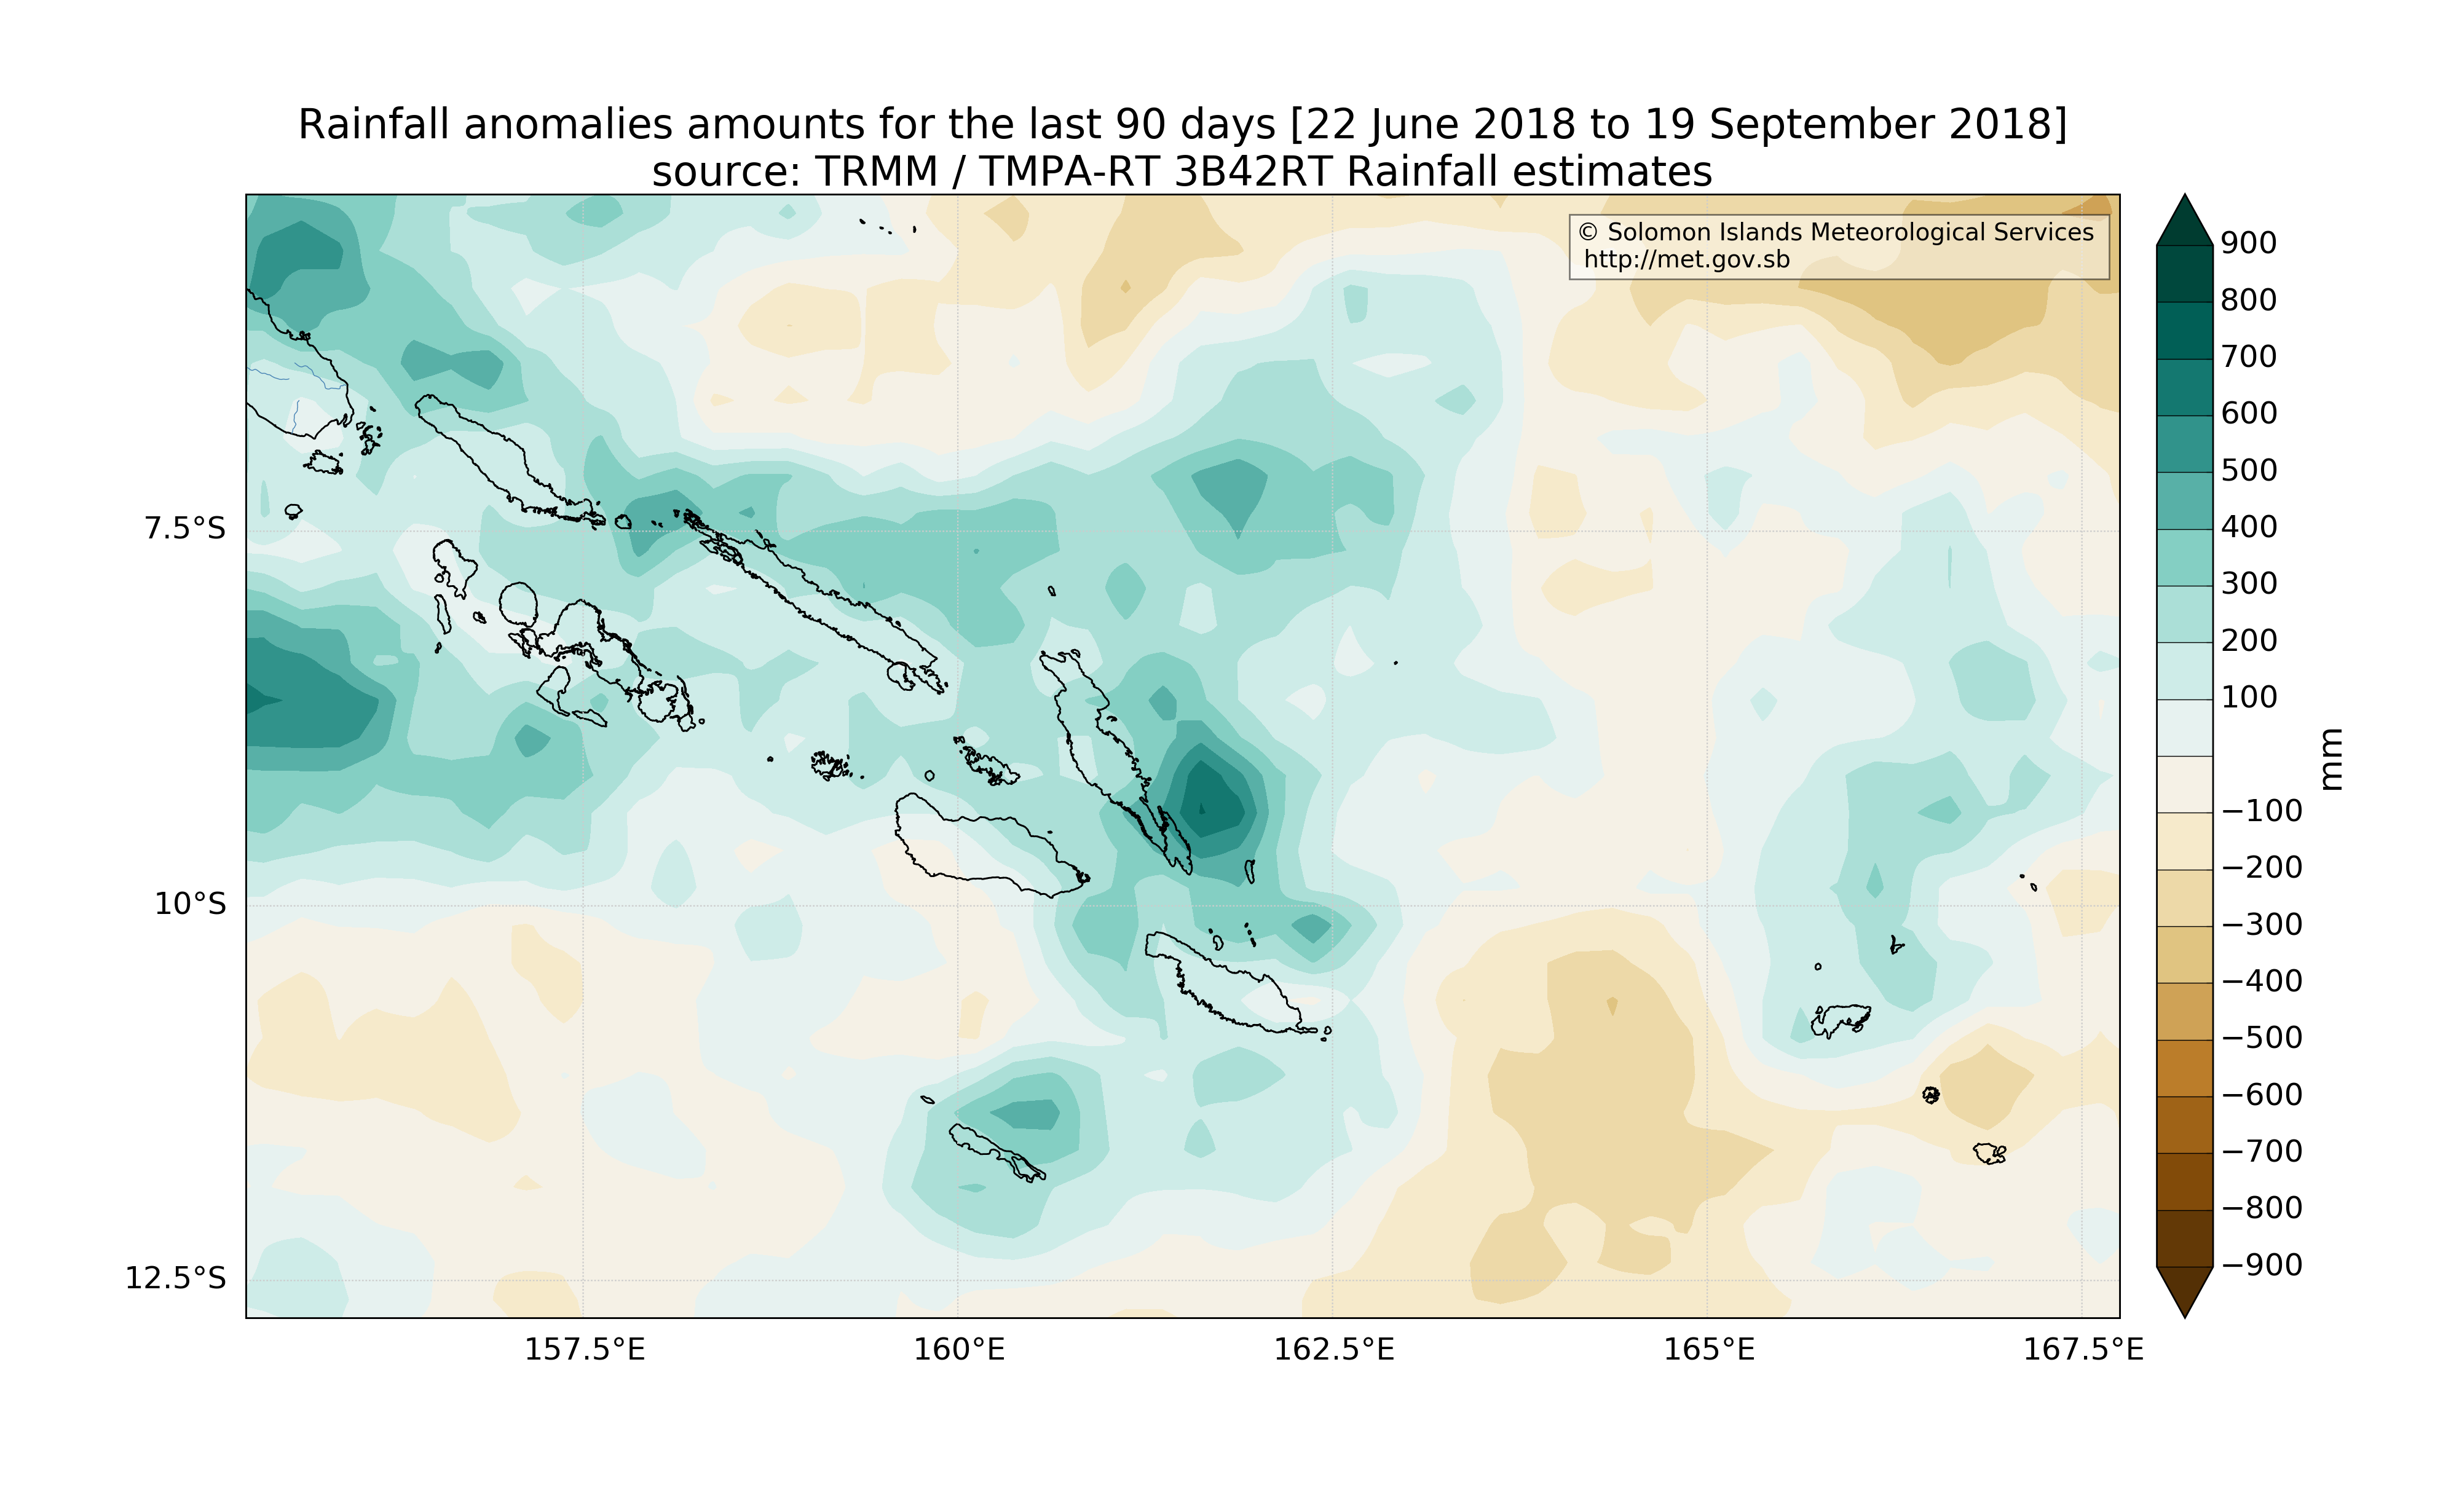 Rainfall anomalies amounts for the last 90 days [22 June 2018 to 19 September 2018]
source: TRMM / TMPA-RT 3B42RT Rainfall estimates
© Solomon Islands Meteorological Services
http://met.gov.sb
7.5°S
10°S
12.5°S
157.5°E
160°E
162.5°E
165°E
167.5°E
900
800
700
600
500
400
300
200
100
−100
−200
−300
−400
−500
−600
−700
−800
−900
mm